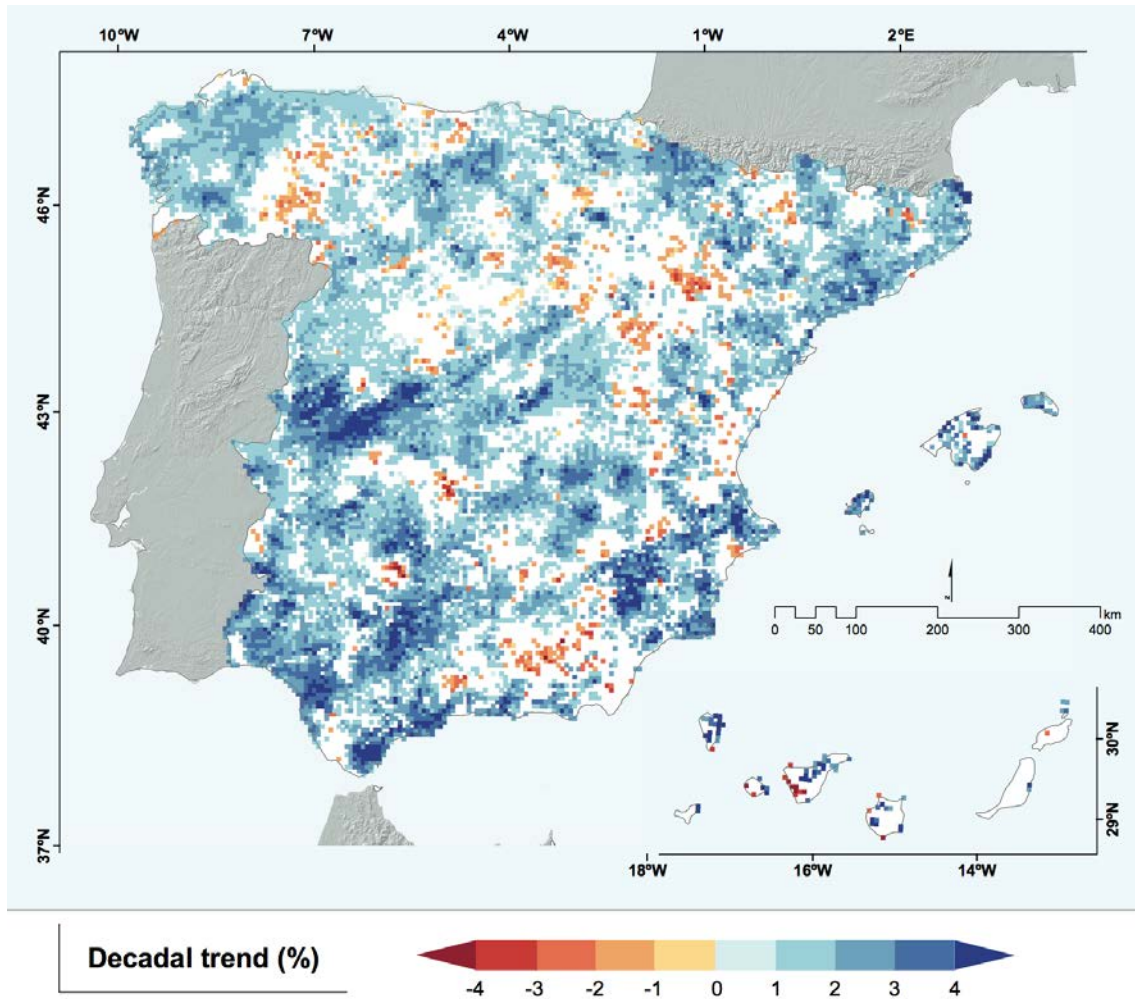 10ºW 7ºW 4ºW 1ºW 2ºE
46ºN
43ºN
40ºN
37ºN
z
km
0 50 100 200 300 400
30ºN
29ºN
18ºW 16ºW 14ºW
Decadal trend (%)
-4 -3 -2 -1 0 1 2 3 4